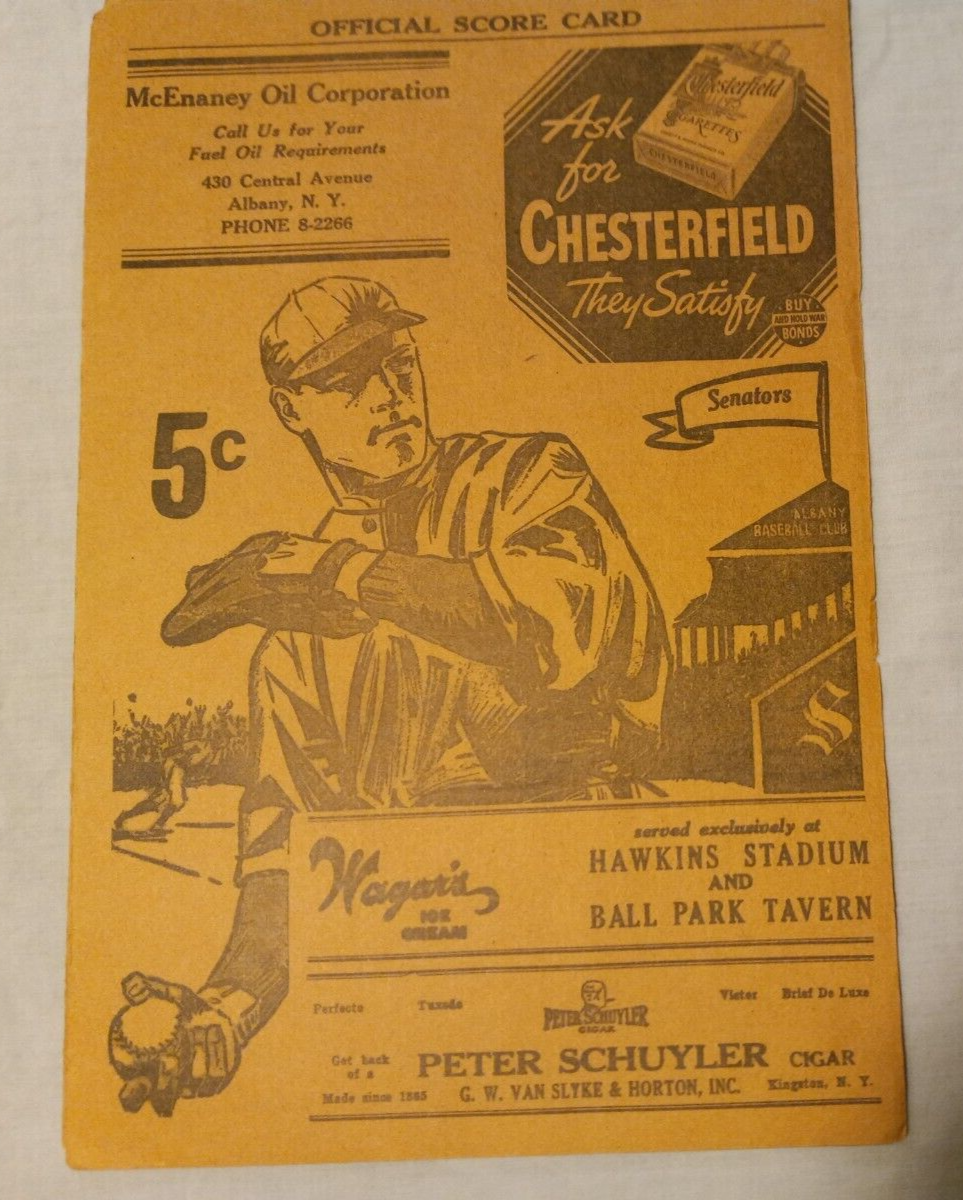 OFFICIAL SCORE CARD
McEnaney Oil Corporation
Call Us for Your
Fuel Oil Requirements
430 Central Avenue
Albany, N. Y.
PHONE 8-2266
Chesterfield
CIGARETTES
CHESTERFIELD
Ask
for
CHESTERFIELD
They Satisfy
BUY
AND HOLD WAR
BONDS
5c
Senators
ALBANY
BASEBALL CLUB
S
Wagar's
ICE
CREAM
served exclusively at
HAWKINS STADIUM
AND
BALL PARK TAVERN
Perfecto Tuxedo Victor Brief De Luxe
PETER SCHUYLER
CIGAR
Get back
of a
PETER SCHUYLER CIGAR
Made since 1885 G. W. VAN SLYKE & HORTON, INC. Kingston, N. Y.